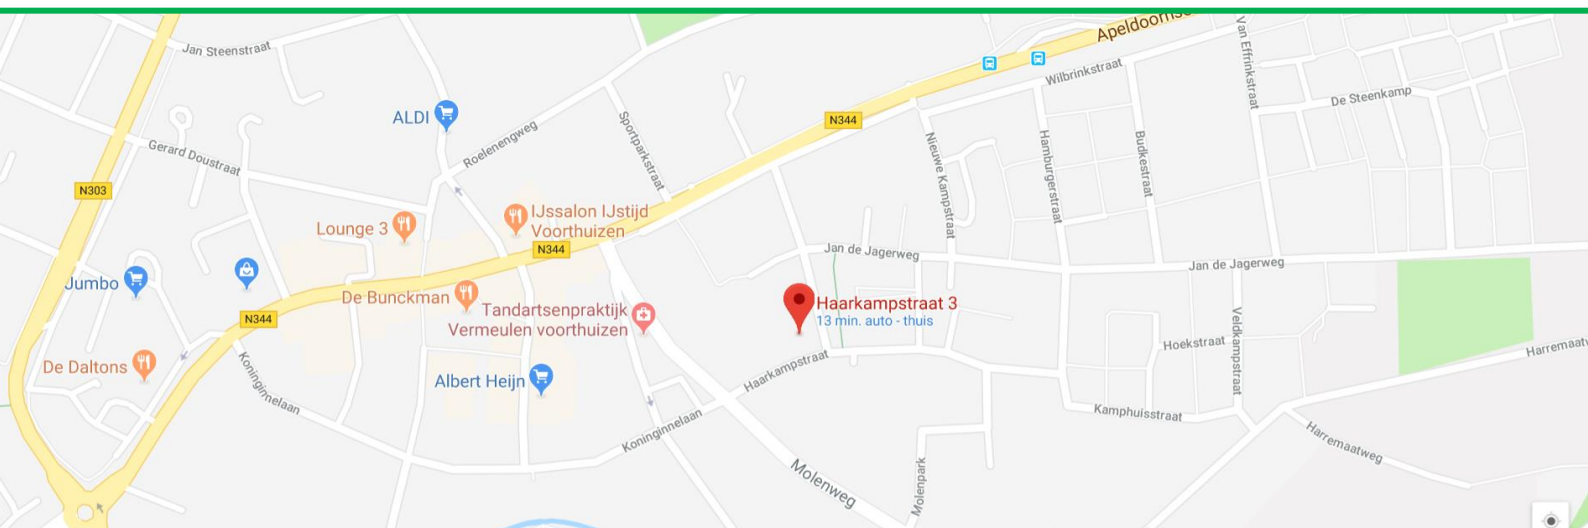 Apeldoornse
Jan Steenstraat
Van Effrinkstraat
Wilbrinkstraat
De Steenkamp
ALDI
N344
Roelenengweg
Sportparkstraat
Gerard Doustraat
Nieuwe Kampstraat
Hamburgerstraat
Budkestraat
N303
Lounge 3
IJssalon IJstijd
Voorthuizen
N344
Jan de Jagerweg
Jan de Jagerweg
Jumbo
De Bunckman
Tandartsenpraktijk
Vermeulen voorthuizen
Haarkampstraat 3
13 min. auto - thuis
N344
De Daltons
Koninginnelaan
Albert Heijn
Haarkampstraat
Hoekstraat
Veldkampstraat
Koninginnelaan
Kamphuisstraat
Harremaatweg
Molenweg
Molenpark